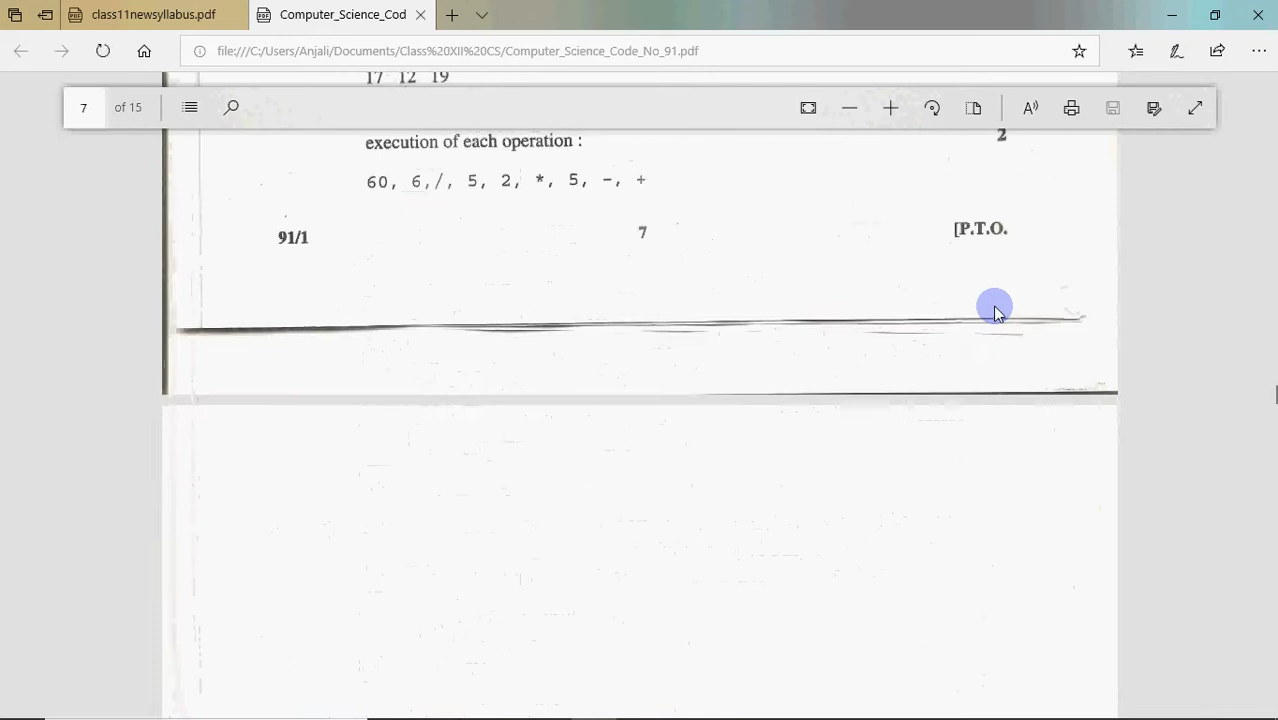 class11newsyllabus.pdf
Computer_Science_Cod
file:///C:/Users/Anjali/Documents/Class%20XII%20CS/Computer_Science_Code_No_91.pdf
17 12 19
7 of 15
2
execution of each operation :
60, 6,/, 5, 2, *, 5, -, +
91/1 7 [P.T.O.